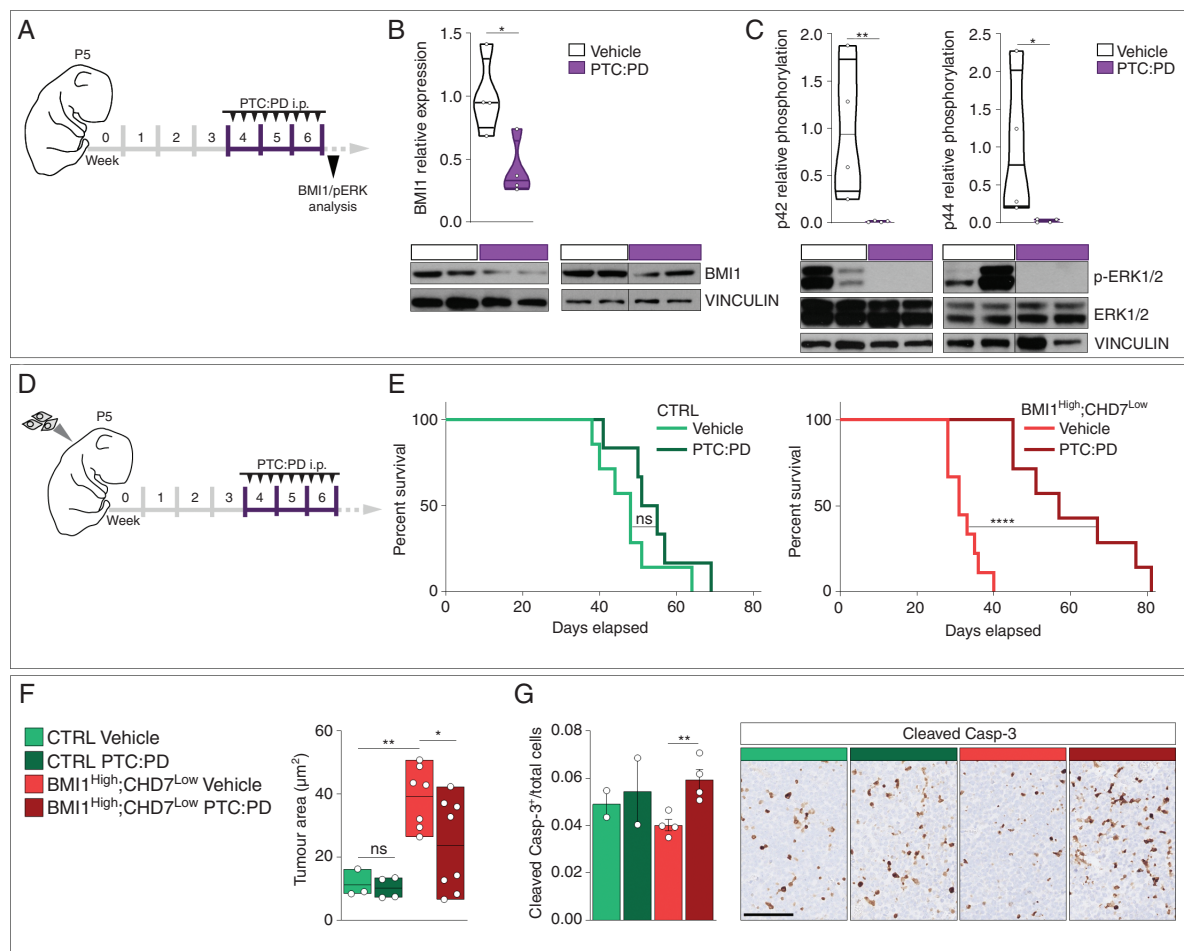 A
P5
PTC:PD i.p.
0 1 2 3 4 5 6
Week
BMI1/pERK
analysis
B
BMI1 relative expression
1.5
1.0
0.5
0.0
*
Vehicle
PTC:PD
BMI1
VINCULIN
C
p42 relative phosphorylation
2.0
1.5
1.0
0.5
0
**
p44 relative phosphorylation
2.5
2.0
1.5
1.0
0.5
0
*
Vehicle
PTC:PD
p-ERK1/2
ERK1/2
VINCULIN
D
P5
PTC:PD i.p.
0 1 2 3 4 5 6
Week
E
Percent survival
100
50
0
0 40 60 80
Days elapsed
CTRL
Vehicle
PTC:PD
ns
Percent survival
100
50
0
0 20 40 60 80
Days elapsed
BMI1High;CHD7Low
Vehicle
PTC:PD
****
F
CTRL Vehicle
CTRL PTC:PD
BMI1High;CHD7Low Vehicle
BMI1High;CHD7Low PTC:PD
Tumour area (µm²)
60
40
20
0
ns
**
*
G
Cleaved Casp-3+/total cells
0.08
0.06
0.04
0.02
0.00
**
Cleaved Casp-3